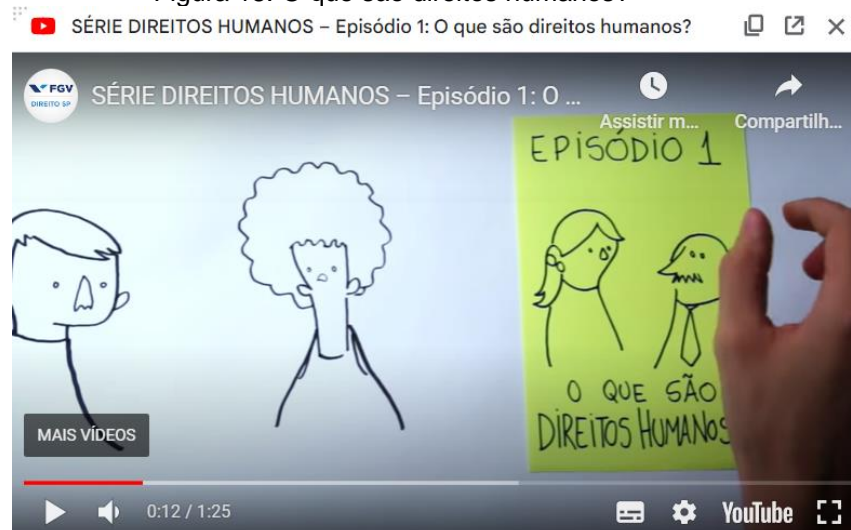 SÉRIE DIREITOS HUMANOS – Episódio 1: O que são direitos humanos?
FGV
DIREITO SP
SÉRIE DIREITOS HUMANOS – Episódio 1: O ...
Assistir m...
Compartilh...
EPISÓDIO 1
O QUE SÃO
DIREITOS HUMANOS
MAIS VÍDEOS
0:12 / 1:25
YouTube